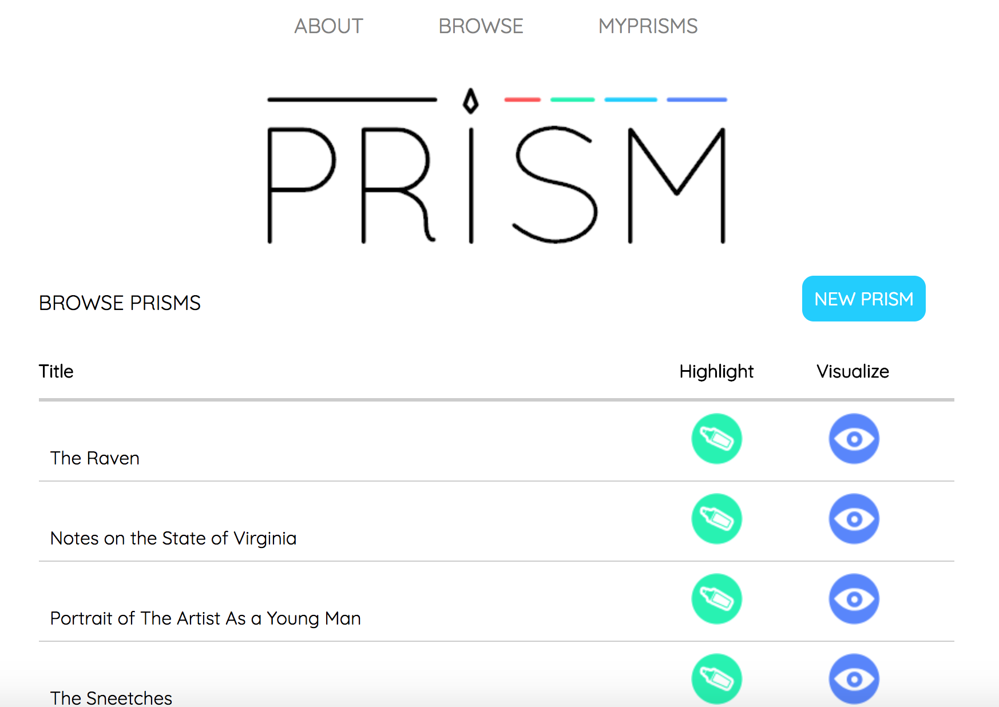 ABOUT BROWSE MYPRISMS
PRISM
BROWSE PRISMS NEW PRISM
Title Highlight Visualize
The Raven
Notes on the State of Virginia
Portrait of The Artist As a Young Man
The Sneetches